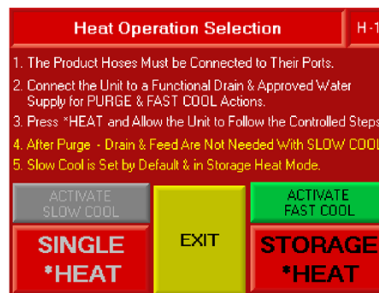 Heat Operation Selection
H-1
1. The Product Hoses Must be Connected to Their Ports.
2. Connect the Unit to a Functional Drain & Approved Water
Supply for PURGE & FAST COOL Actions.
3. Press *HEAT and Allow the Unit to Follow the Controlled Steps
4. After Purge - Drain & Feed Are Not Needed With SLOW COOL
5. Slow Cool is Set by Default & in Storage Heat Mode.
ACTIVATE
SLOW COOL
EXIT
ACTIVATE
FAST COOL
SINGLE
*HEAT
STORAGE
*HEAT